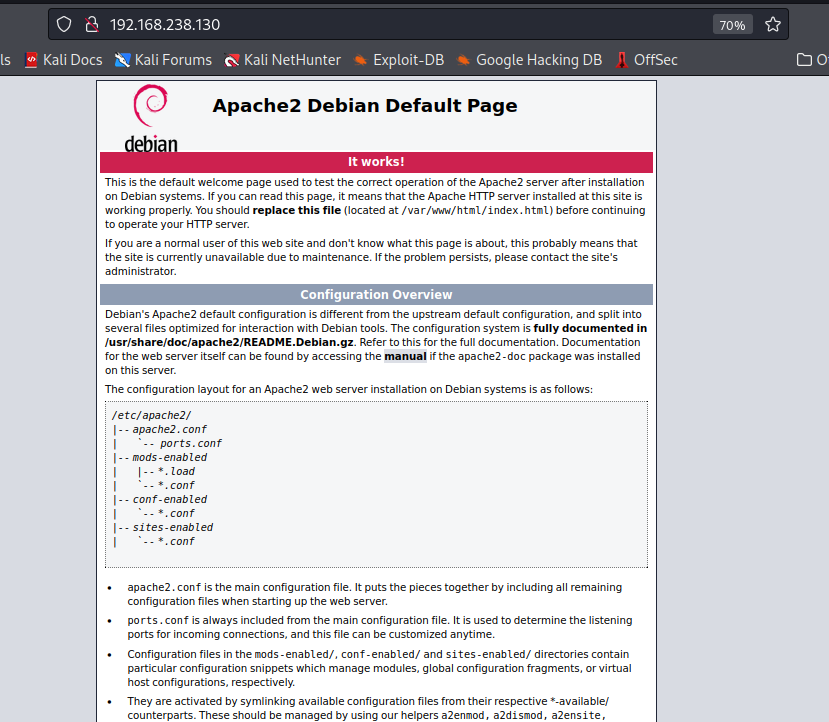 192.168.238.130
70%
ls
Kali Docs
Kali Forums
Kali NetHunter
Exploit-DB
Google Hacking DB
OffSec
debian
Apache2 Debian Default Page
It works!
This is the default welcome page used to test the correct operation of the Apache2 server after installation
on Debian systems. If you can read this page, it means that the Apache HTTP server installed at this site is
working properly. You should replace this file (located at /var/www/html/index.html) before continuing
to operate your HTTP server.
If you are a normal user of this web site and don't know what this page is about, this probably means that
the site is currently unavailable due to maintenance. If the problem persists, please contact the site's
administrator.
Configuration Overview
Debian's Apache2 default configuration is different from the upstream default configuration, and split into
several files optimized for interaction with Debian tools. The configuration system is fully documented in
/usr/share/doc/apache2/README.Debian.gz. Refer to this for the full documentation. Documentation
for the web server itself can be found by accessing the manual if the apache2-doc package was installed
on this server.
The configuration layout for an Apache2 web server installation on Debian systems is as follows:
/etc/apache2/
|-- apache2.conf
|   `-- ports.conf
|-- mods-enabled
|   |-- *.load
|   `-- *.conf
|-- conf-enabled
|   `-- *.conf
|-- sites-enabled
|   `-- *.conf
• apache2.conf is the main configuration file. It puts the pieces together by including all remaining
configuration files when starting up the web server.
• ports.conf is always included from the main configuration file. It is used to determine the listening
ports for incoming connections, and this file can be customized anytime.
• Configuration files in the mods-enabled/, conf-enabled/ and sites-enabled/ directories contain
particular configuration snippets which manage modules, global configuration fragments, or virtual
host configurations, respectively.
• They are activated by symlinking available configuration files from their respective *-available/
counterparts. These should be managed by using our helpers a2enmod, a2dismod, a2ensite,